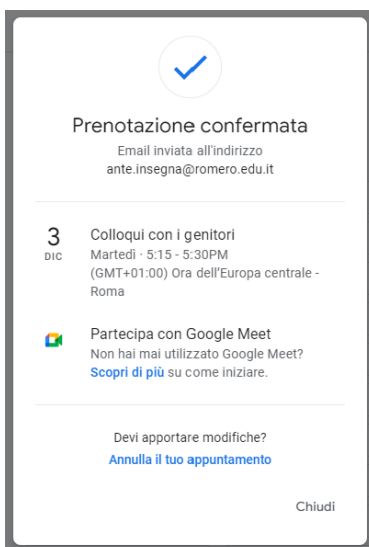 Prenotazione confermata
Email inviata all'indirizzo
ante.insegna@romero.edu.it
3
DIC
Colloqui con i genitori
Martedì · 5:15 - 5:30PM
(GMT+01:00) Ora dell'Europa centrale -
Roma
Partecipa con Google Meet
Non hai mai utilizzato Google Meet?
Scopri di più su come iniziare.
Devi apportare modifiche?
Annulla il tuo appuntamento
Chiudi